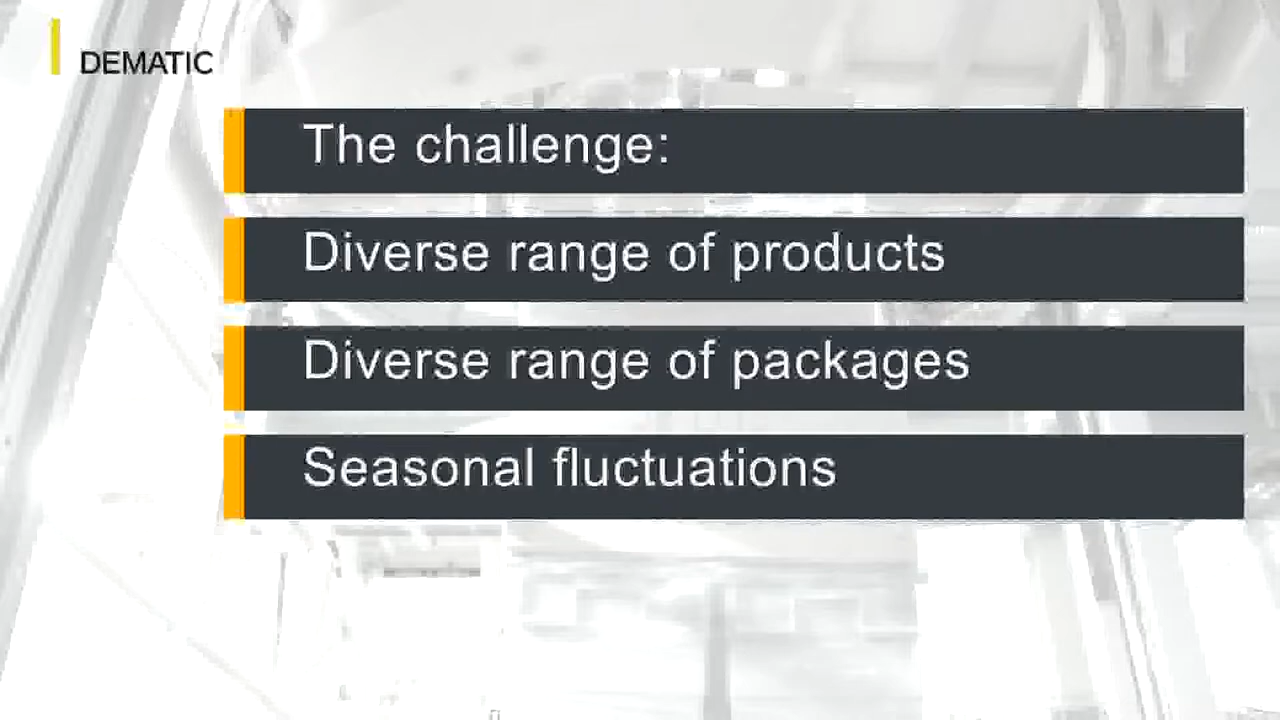 DEMATIC
The challenge:
Diverse range of products
Diverse range of packages
Seasonal fluctuations